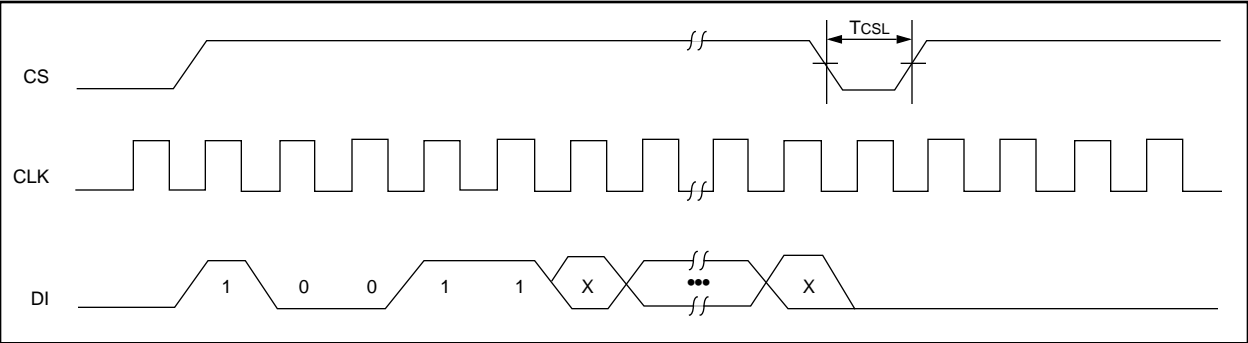 TCSL
CS
CLK
DI
1 0 0 1 1 X ••• X